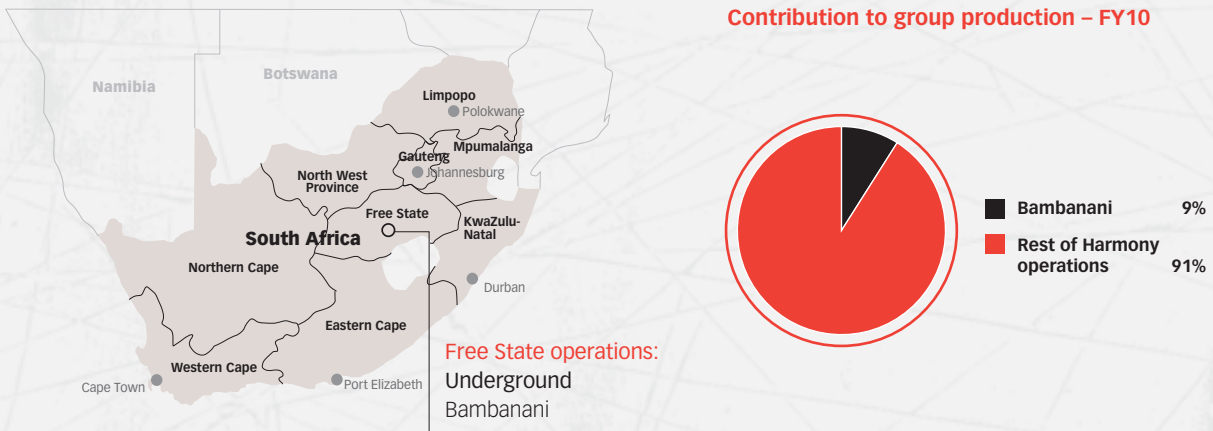 Contribution to group production – FY10
Namibia
Botswana
Limpopo
Polokwane
Mpumalanga
Gauteng
Johannesburg
North West
Province
Free State
KwaZulu-
Natal
South Africa
Northern Cape
Durban
Eastern Cape
Western Cape
Cape Town
Port Elizabeth
Free State operations:
Underground
Bambanani
Bambanani 9%
Rest of Harmony
operations 91%